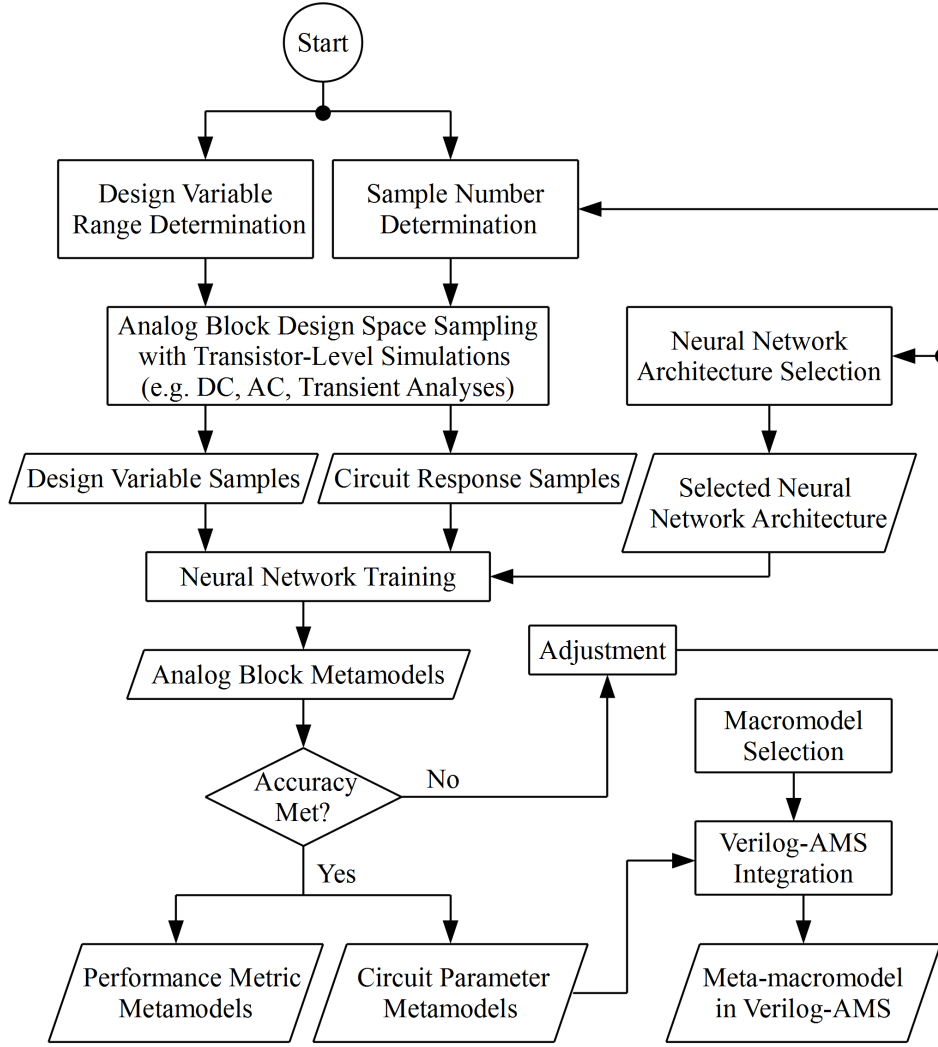 Start
Design Variable
Range Determination
Sample Number
Determination
Analog Block Design Space Sampling
with Transistor-Level Simulations
(e.g. DC, AC, Transient Analyses)
Neural Network
Architecture Selection
Design Variable Samples
Circuit Response Samples
Selected Neural
Network Architecture
Neural Network Training
Analog Block Metamodels
Adjustment
Macromodel
Selection
Accuracy
Met?
No
Yes
Verilog-AMS
Integration
Performance Metric
Metamodels
Circuit Parameter
Metamodels
Meta-macromodel
in Verilog-AMS